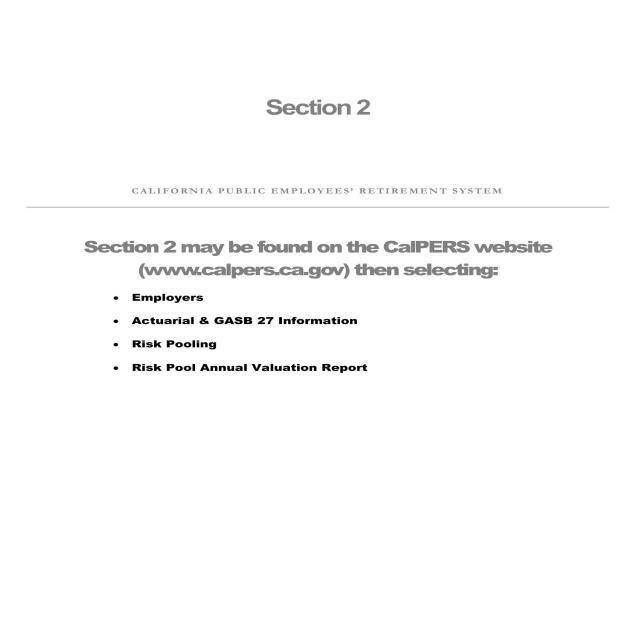 Section 2
CALIFORNIA PUBLIC EMPLOYEES' RETIREMENT SYSTEM
Section 2 may be found on the CalPERS website
(www.calpers.ca.gov) then selecting:
• Employers
• Actuarial & GASB 27 Information
• Risk Pooling
• Risk Pool Annual Valuation Report